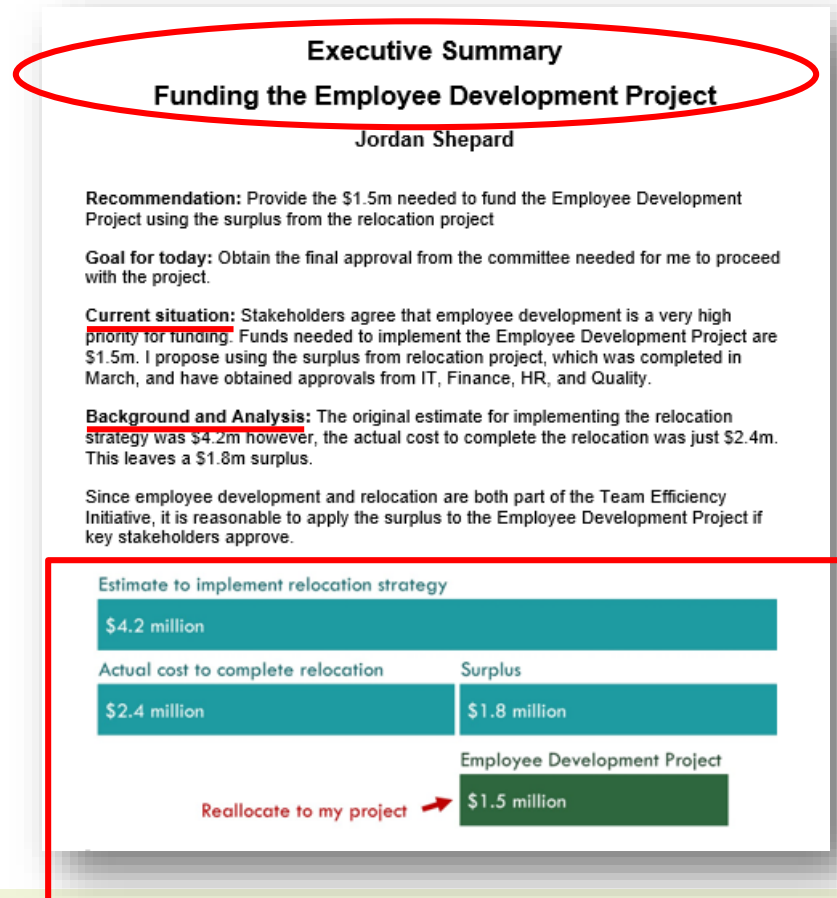 Executive Summary
Funding the Employee Development Project
Jordan Shepard
Recommendation: Provide the $1.5m needed to fund the Employee Development
Project using the surplus from the relocation project
Goal for today: Obtain the final approval from the committee needed for me to proceed
with the project.
Current situation: Stakeholders agree that employee development is a very high
priority for funding. Funds needed to implement the Employee Development Project are
$1.5m. I propose using the surplus from relocation project, which was completed in
March, and have obtained approvals from IT, Finance, HR, and Quality.
Background and Analysis: The original estimate for implementing the relocation
strategy was $4.2m however, the actual cost to complete the relocation was just $2.4m.
This leaves a $1.8m surplus.
Since employee development and relocation are both part of the Team Efficiency
Initiative, it is reasonable to apply the surplus to the Employee Development Project if
key stakeholders approve.
Estimate to implement relocation strategy
$4.2 million
Actual cost to complete relocation Surplus
$2.4 million $1.8 million
Employee Development Project
Reallocate to my project $1.5 million